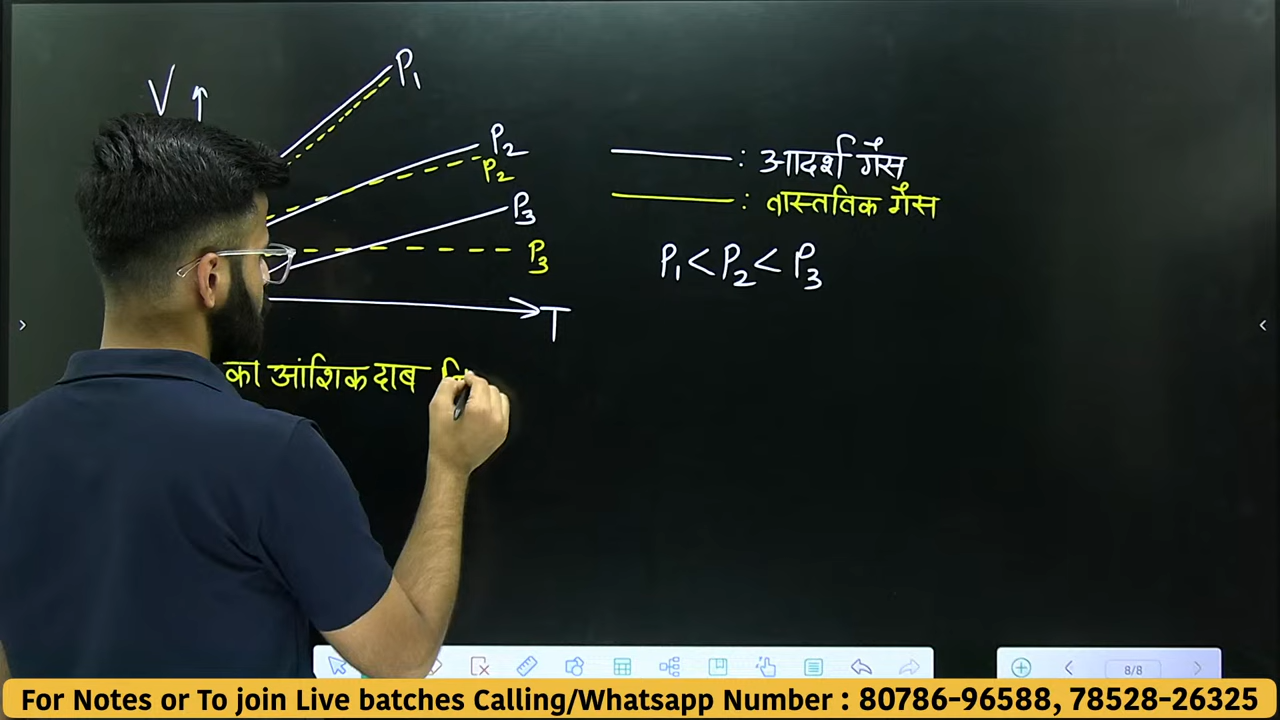 V ↑
P₁
P₂
P₂
P₃
P₃
T
: आदर्श गैस
: वास्तविक गैस
P₁ < P₂ < P₃
का आंशिक दाब
8/8
For Notes or To join Live batches Calling/Whatsapp Number : 80786-96588, 78528-26325